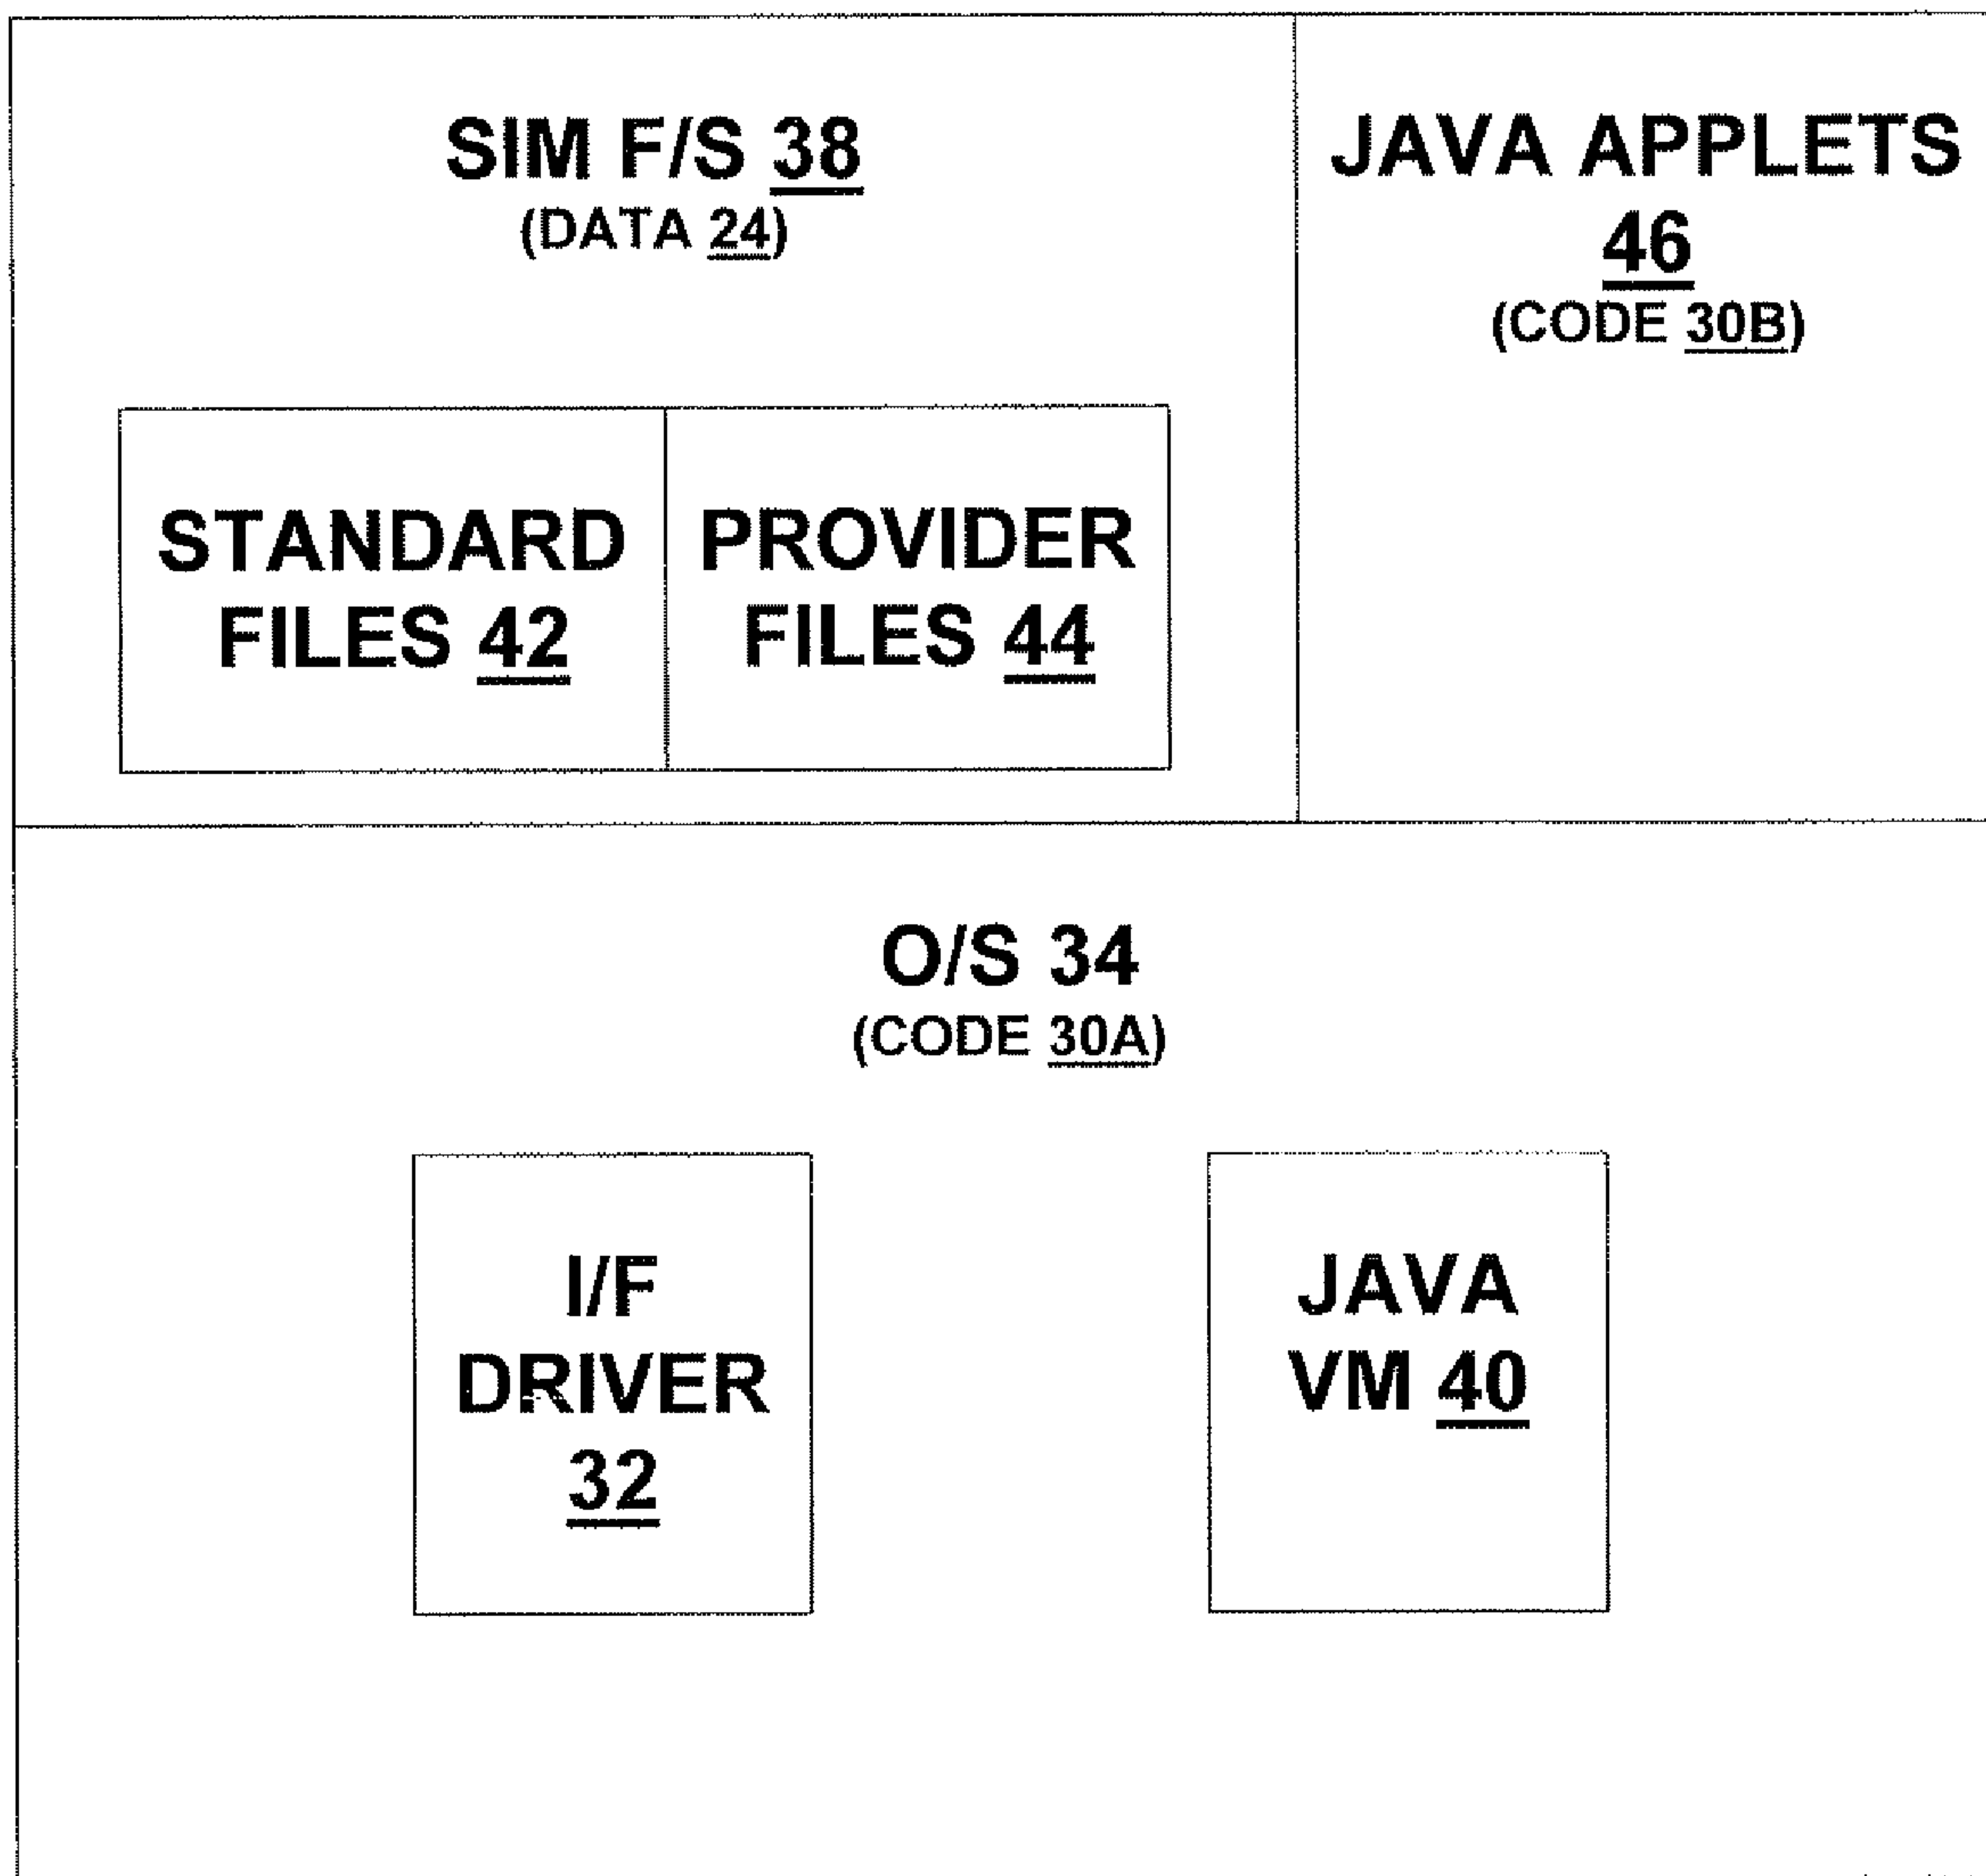 SIM F/S 38
(DATA 24)
JAVA APPLETS
46
(CODE 30B)
STANDARD
FILES 42
PROVIDER
FILES 44
O/S 34
(CODE 30A)
I/F
DRIVER
32
JAVA
VM 40